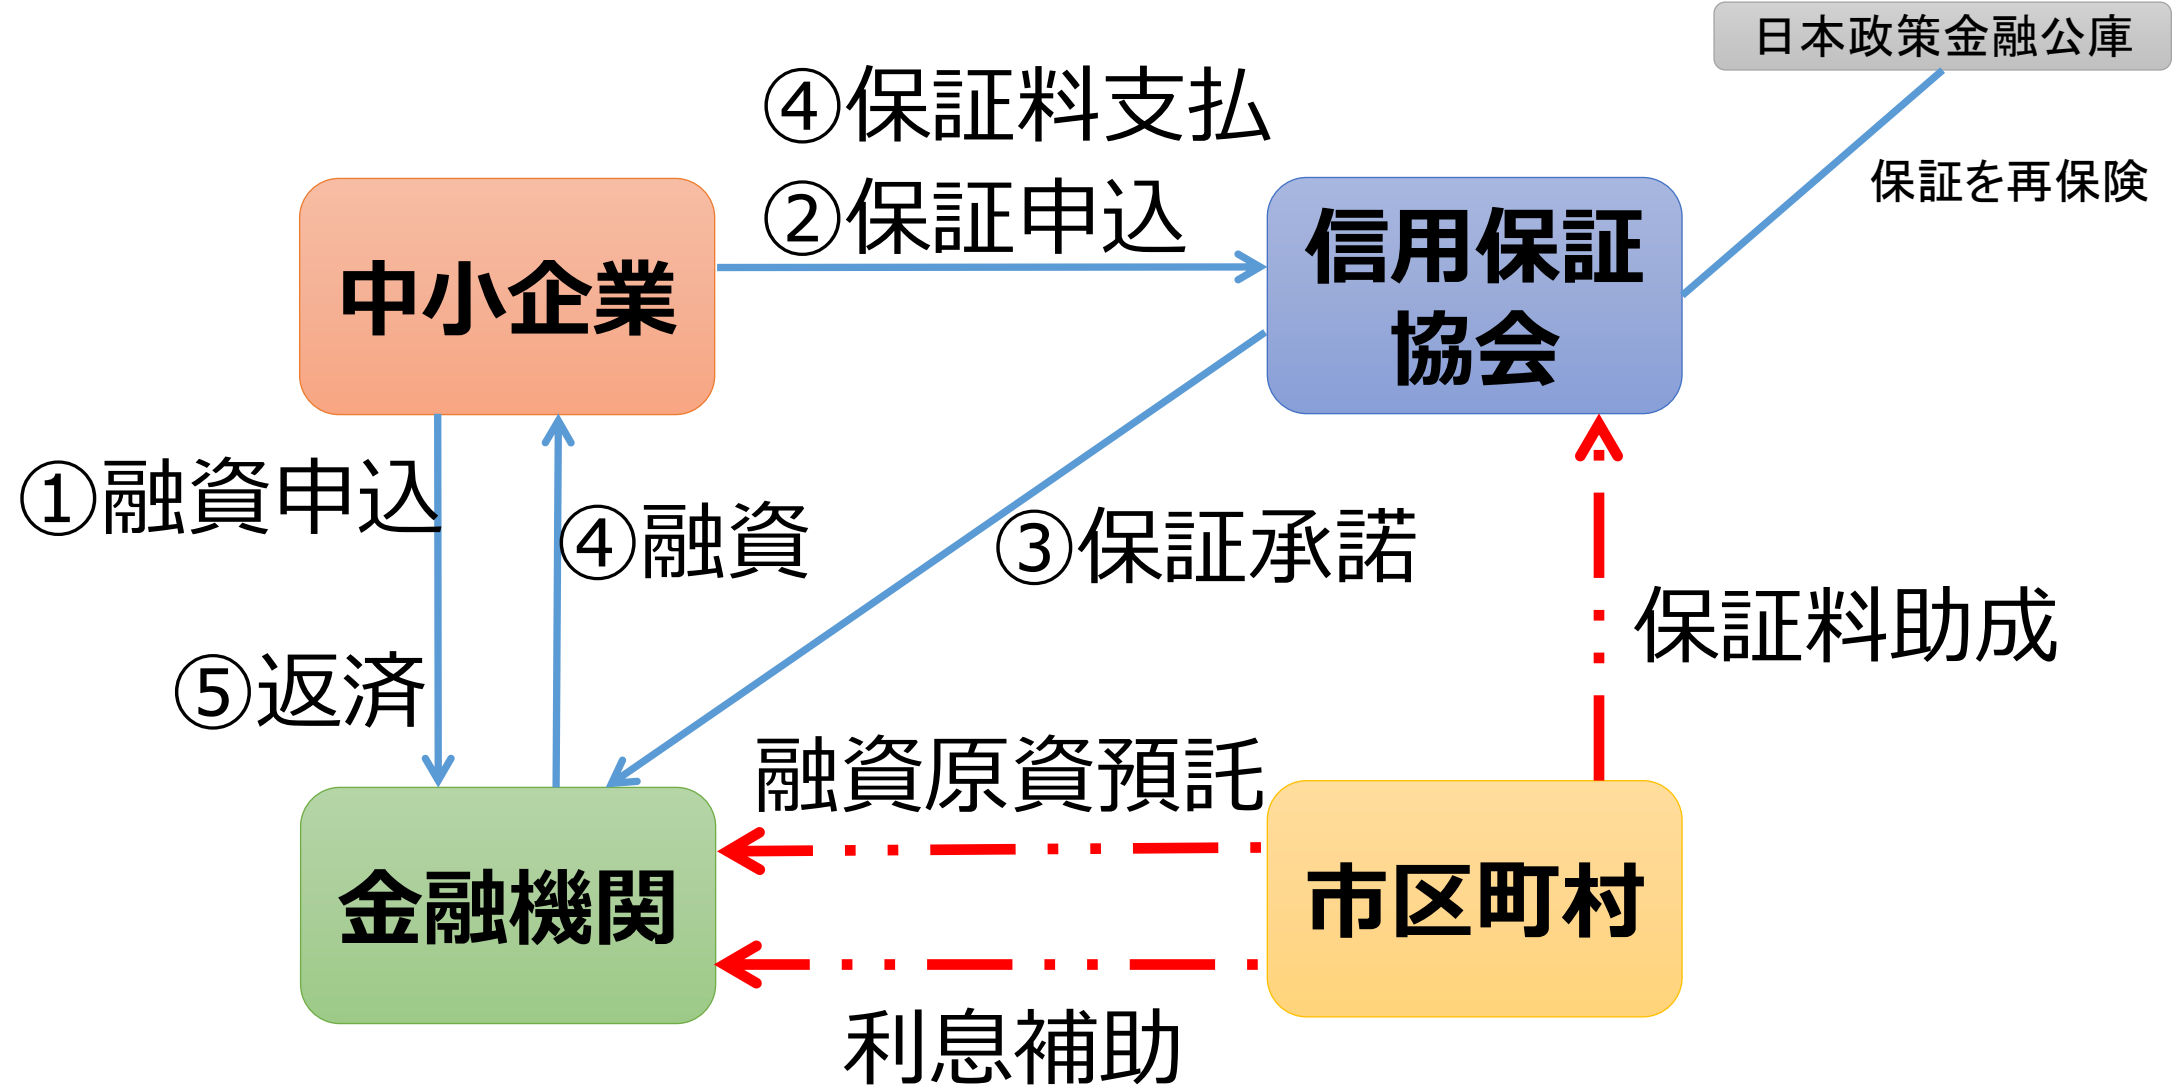 日本政策金融公庫
④保証料支払
保証を再保険
②保証申込
中小企業
信用保証
協会
①融資申込
④融資
③保証承諾
保証料助成
⑤返済
融資原資預託
金融機関
市区町村
利息補助